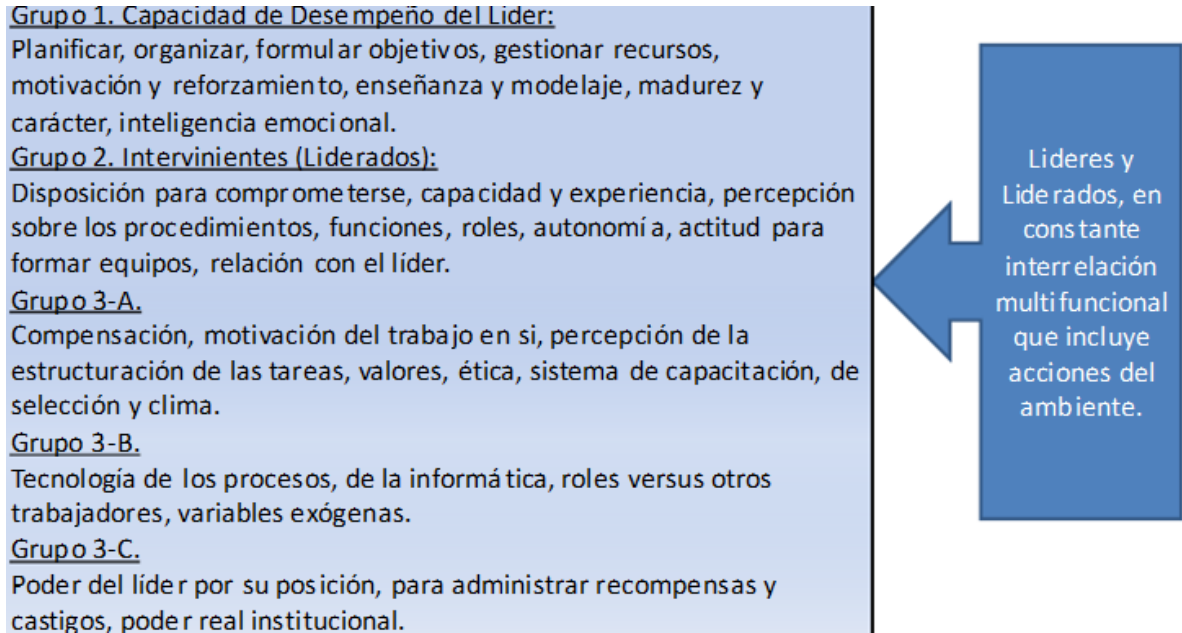 Grupo 1. Capacidad de Desempeño del Lider:
Planificar, organizar, formular objetivos, gestionar recursos,
motivación y reforzamiento, enseñanza y modelaje, madurez y
carácter, inteligencia emocional.
Grupo 2. Intervinientes (Liderados):
Disposición para comprometerse, capacidad y experiencia, percepción
sobre los procedimientos, funciones, roles, autonomía, actitud para
formar equipos, relación con el líder.
Grupo 3-A.
Compensación, motivación del trabajo en si, percepción de la
estructuración de las tareas, valores, ética, sistema de capacitación, de
selección y clima.
Grupo 3-B.
Tecnología de los procesos, de la informática, roles versus otros
trabajadores, variables exógenas.
Grupo 3-C.
Poder del líder por su posición, para administrar recompensas y
castigos, poder real institucional.
Lideres y
Liderados, en
constante
interrelación
multifuncional
que incluye
acciones del
ambiente.